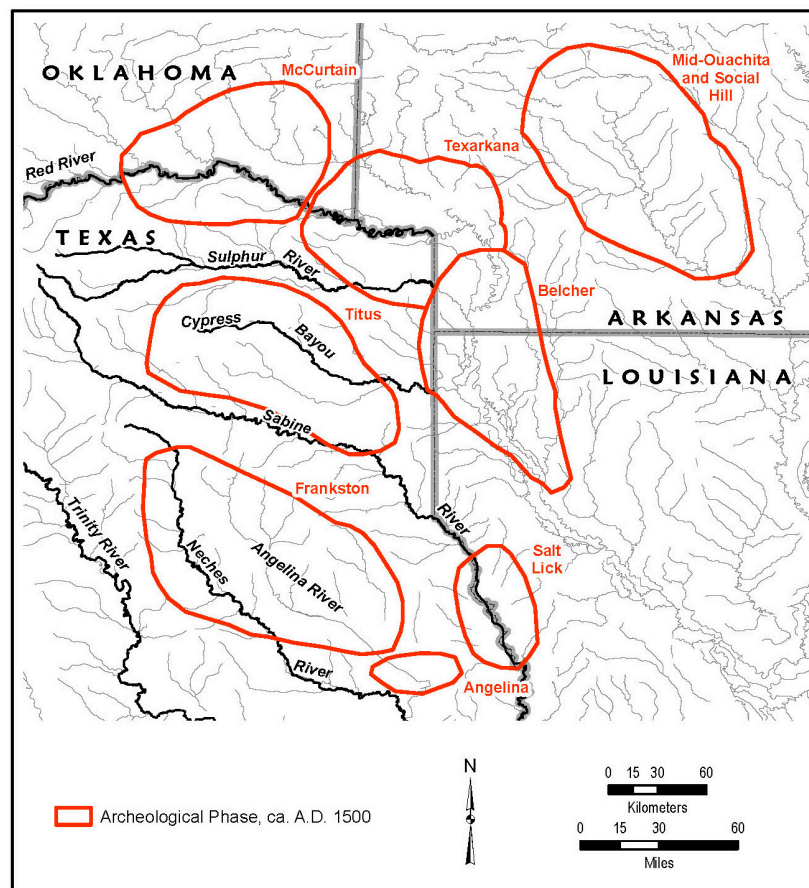 OKLAHOMA
McCurtain
Mid-Ouachita
and Social
Hill
Texarkana
Red River
TEXAS
Sulphur
River
Belcher
Titus
Cypress
Bayou
ARKANSAS
LOUISIANA
Sabine
River
Frankston
Trinity River
Neches
River
Angelina River
Salt
Lick
Angelina
N
Archeological Phase, ca. A.D. 1500
0 15 30 60
Kilometers
0 15 30 60
Miles